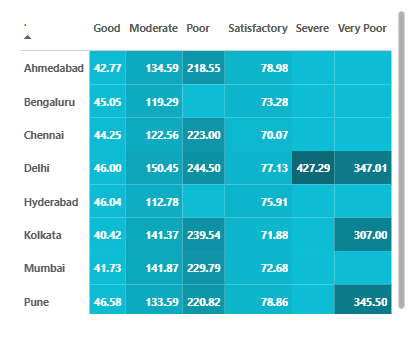 Good Moderate Poor Satisfactory Severe Very Poor
Ahmedabad 42.77 134.59 218.55 78.98
Bengaluru 45.05 119.29 73.28
Chennai 44.25 122.56 223.00 70.07
Delhi 46.00 150.45 244.50 77.13 427.29 347.01
Hyderabad 46.04 112.78 75.91
Kolkata 40.42 141.37 239.54 71.88 307.00
Mumbai 41.73 141.87 229.79 72.68
Pune 46.58 133.59 220.82 78.86 345.50